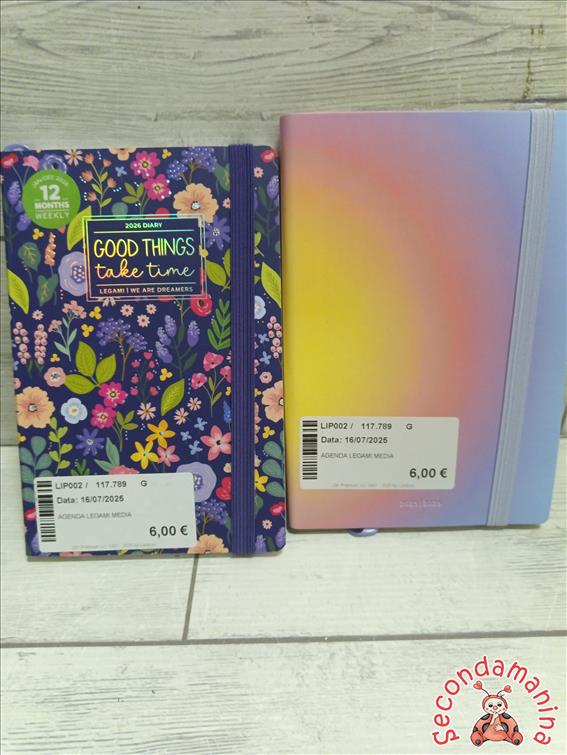 JAN/DEC 2026
12
MONTHS
WEEKLY
2026 DIARY
GOOD THINGS
take time
LEGAMI | WE ARE DREAMERS
LIP002 / 117.789 G
Data: 16/07/2025
AGENDA LEGAMI MEDIA
6,00 €
LIP002 / 117.789 G
Data: 16/07/2025
AGENDA LEGAMI MEDIA
6,00 €
Secondamanina